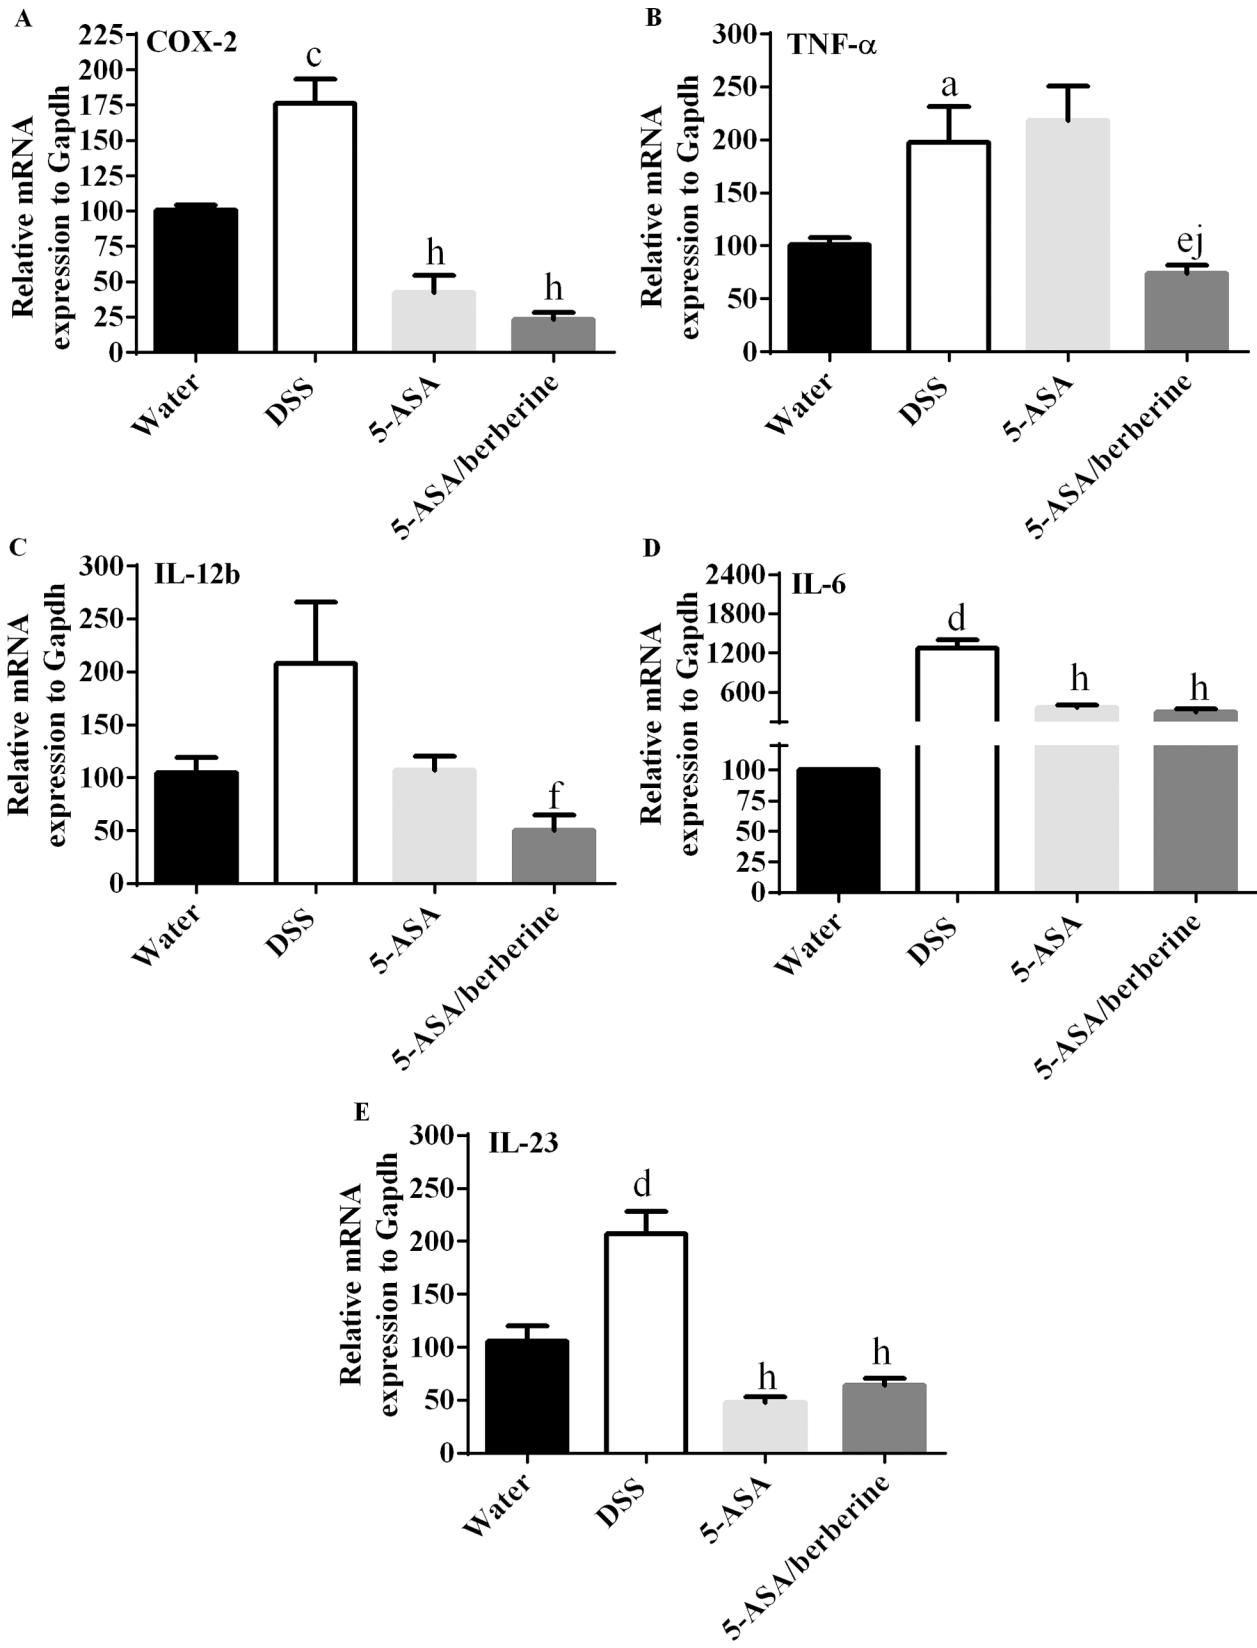 A
COX-2
Relative mRNA
expression to Gapdh
225
200
175
150
125
100
75
50
25
0
c
h
h
Water
DSS
5-ASA
5-ASA/berberine
B
TNF-α
Relative mRNA
expression to Gapdh
300
250
200
150
100
50
0
a
ej
Water
DSS
5-ASA
5-ASA/berberine
C
IL-12b
Relative mRNA
expression to Gapdh
300
250
200
150
100
50
0
f
Water
DSS
5-ASA
5-ASA/berberine
D
IL-6
Relative mRNA
expression to Gapdh
2400
1800
1200
600
100
75
50
25
0
d
h
h
Water
DSS
5-ASA
5-ASA/berberine
E
IL-23
Relative mRNA
expression to Gapdh
300
250
200
150
100
50
0
d
h
h
Water
DSS
5-ASA
5-ASA/berberine